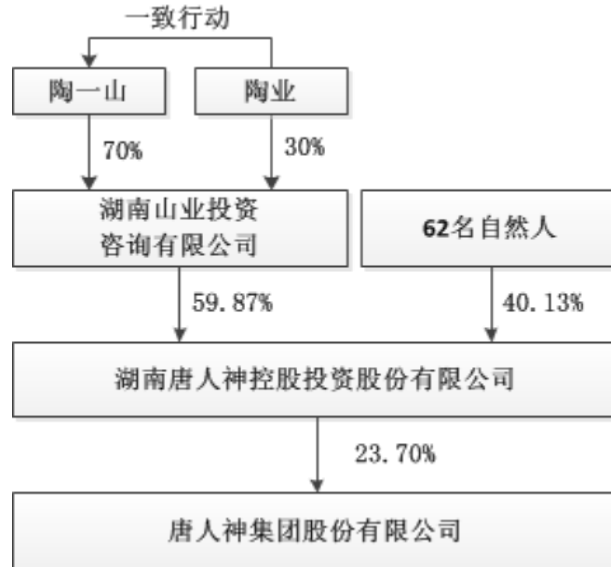 一致行动
陶一山
陶业
70%
30%
湖南山业投资
咨询有限公司
62名自然人
59.87%
40.13%
湖南唐人神控股投资股份有限公司
23.70%
唐人神集团股份有限公司